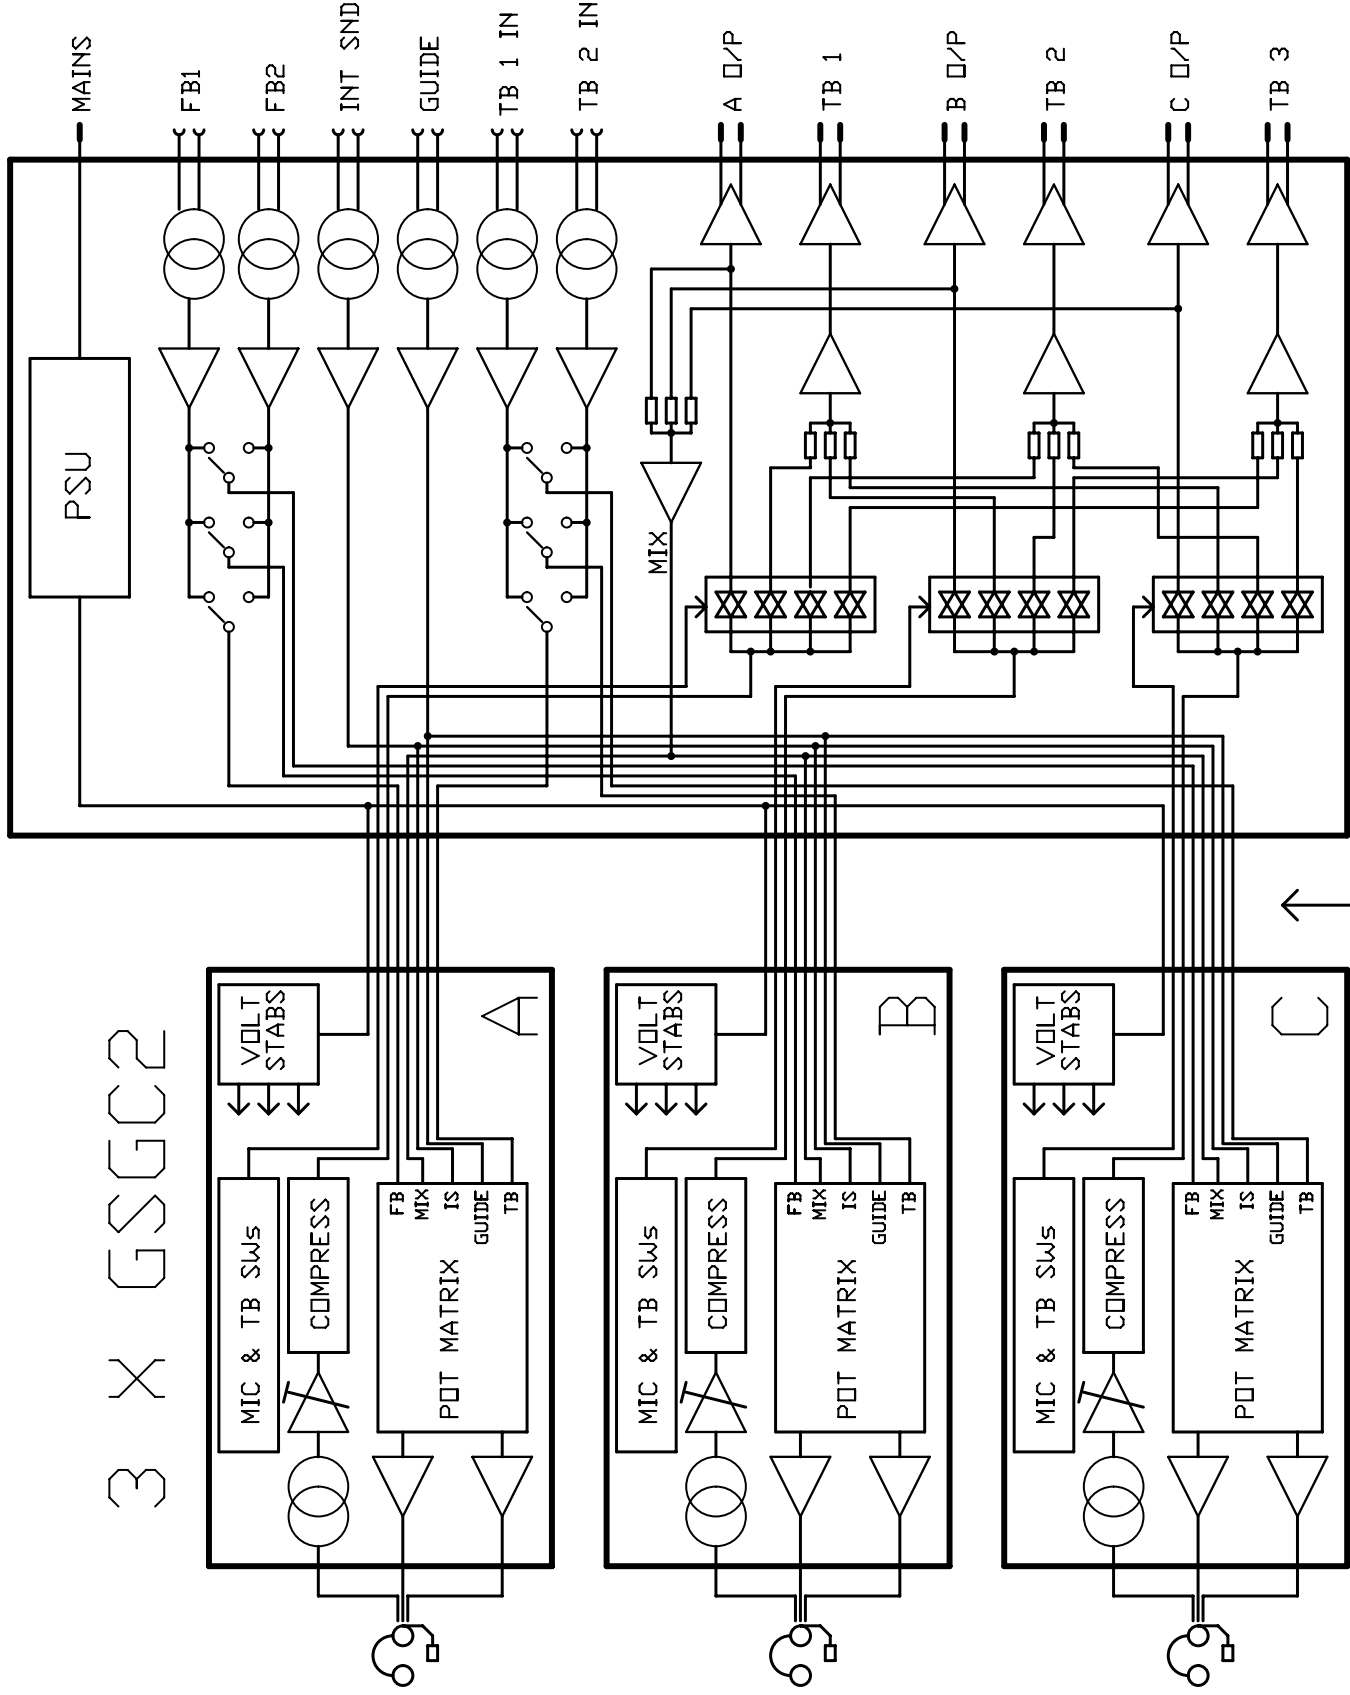 MAINS
FB1
FB2
INT SND
GUIDE
TB 1 IN
TB 2 IN
A O/P
TB 1
B O/P
TB 2
C O/P
TB 3
PSU
MIX
3 X GSGC2
VOLT
STABS
A
MIC & TB SWs
COMPRESS
POT MATRIX
FB
MIX
IS
GUIDE
TB
VOLT
STABS
B
MIC & TB SWs
COMPRESS
POT MATRIX
FB
MIX
IS
GUIDE
TB
VOLT
STABS
C
MIC & TB SWs
COMPRESS
POT MATRIX
FB
MIX
IS
GUIDE
TB